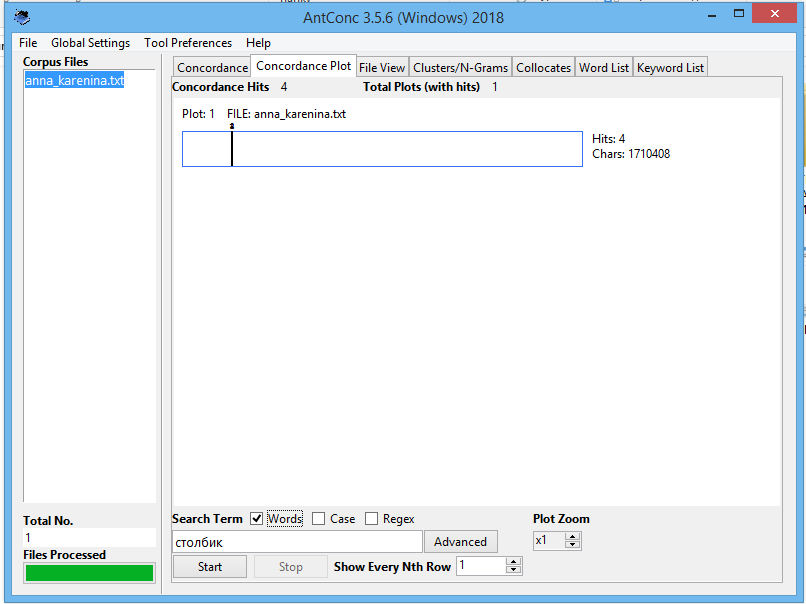 AntConc 3.5.6 (Windows) 2018
File Global Settings Tool Preferences Help
Corpus Files
anna_karenina.txt
Concordance Concordance Plot File View Clusters/N-Grams Collocates Word List Keyword List
Concordance Hits 4 Total Plots (with hits) 1
Plot: 1 FILE: anna_karenina.txt
Hits: 4
Chars: 1710408
Total No.
1
Files Processed
Search Term Words Case Regex Plot Zoom
столбик Advanced x1
Start Stop Show Every Nth Row 1